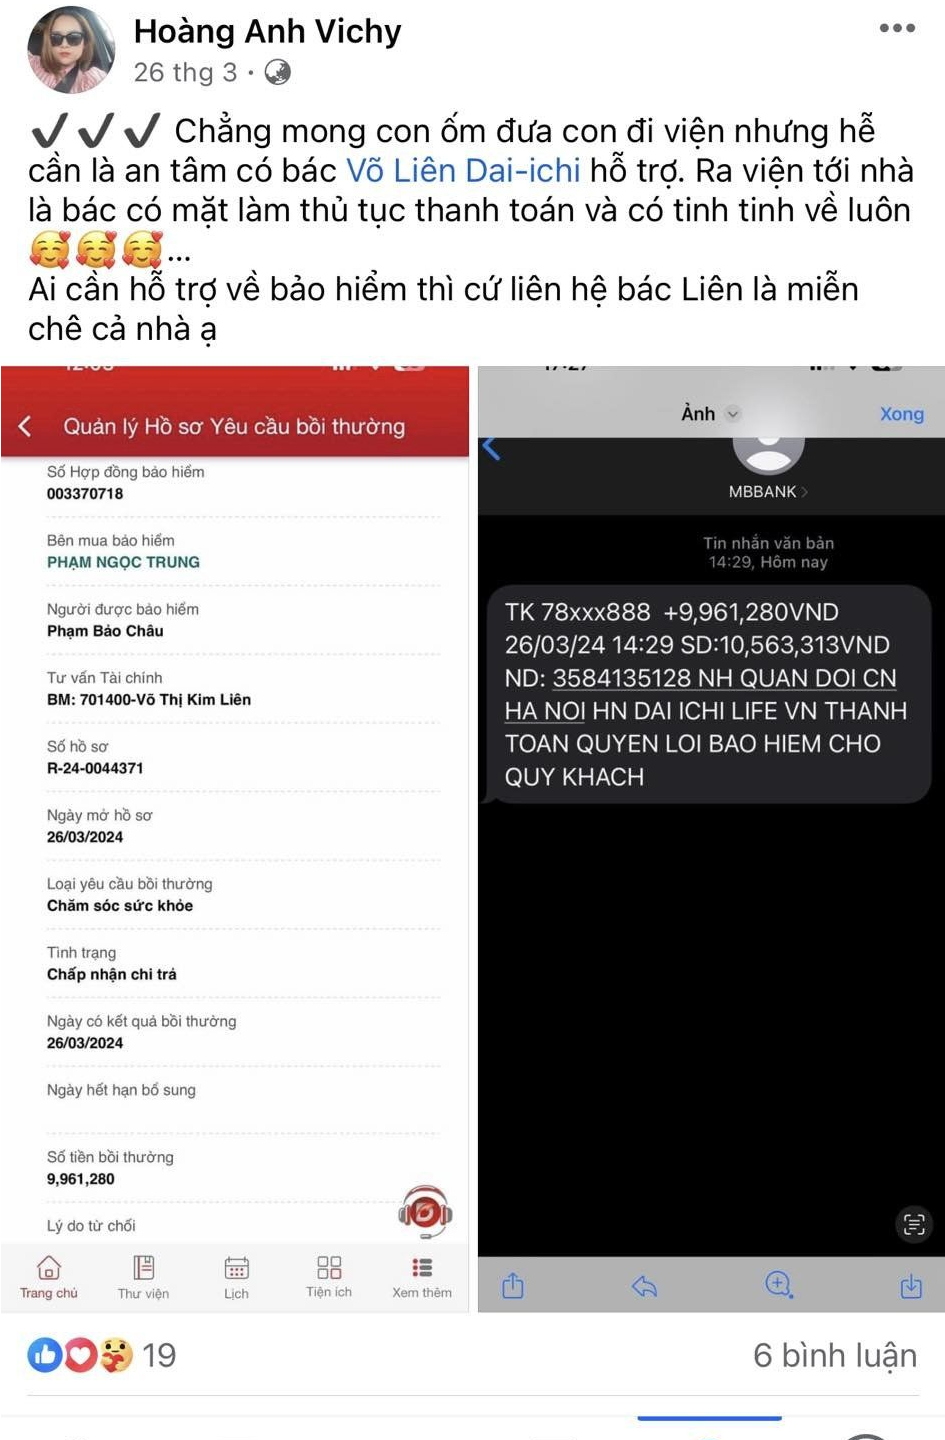 Hoàng Anh Vichy
26 thg 3 ·
Chẳng mong con ốm đưa con đi viện nhưng hễ
cần là an tâm có bác Võ Liên Dai-ichi hỗ trợ. Ra viện tới nhà
là bác có mặt làm thủ tục thanh toán và có tinh tinh về luôn
🥰🥰🥰...
Ai cần hỗ trợ về bảo hiểm thì cứ liên hệ bác Liên là miễn
chê cả nhà ạ
Quản lý Hồ sơ Yêu cầu bồi thường
Số Hợp đồng bảo hiểm
003370718
Bên mua bảo hiểm
PHẠM NGỌC TRUNG
Người được bảo hiểm
Phạm Bảo Châu
Tư vấn Tài chính
BM: 701400-Võ Thị Kim Liên
Số hồ sơ
R-24-0044371
Ngày mở hồ sơ
26/03/2024
Loại yêu cầu bồi thường
Chăm sóc sức khỏe
Tình trạng
Chấp nhận chi trả
Ngày có kết quả bồi thường
26/03/2024
Ngày hết hạn bổ sung
Số tiền bồi thường
9,961,280
Lý do từ chối
Trang chủ
Thư viện
Lịch
Tiện ích
Xem thêm
Ảnh
Xong
MBBANK
Tin nhắn văn bản
14:29, Hôm nay
TK 78xxx888 +9,961,280VND
26/03/24 14:29 SD:10,563,313VND
ND: 3584135128 NH QUAN DOI CN
HA NOI HN DAI ICHI LIFE VN THANH
TOAN QUYEN LOI BAO HIEM CHO
QUY KHACH
19
6 bình luận